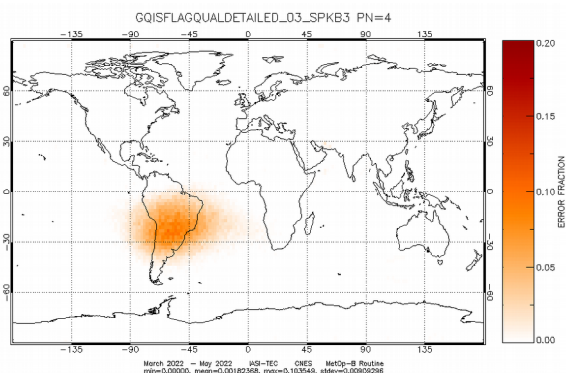 GQISFLAGQUALDETAILED_03_SPKB3 PN=4
-135 -90 -45 0 45 90 135
60 60
30 30
0 0
-30 -30
-60 -60
-135 -90 -45 0 45 90 135
0.20
0.15
0.10
0.05
0.00
ERROR FRACTION
March 2022 - May 2022 IASI-TEC CNES MetOp-B Routine
min=0.00000, mean=0.00182368, max=0.103549, stdev=0.00909296